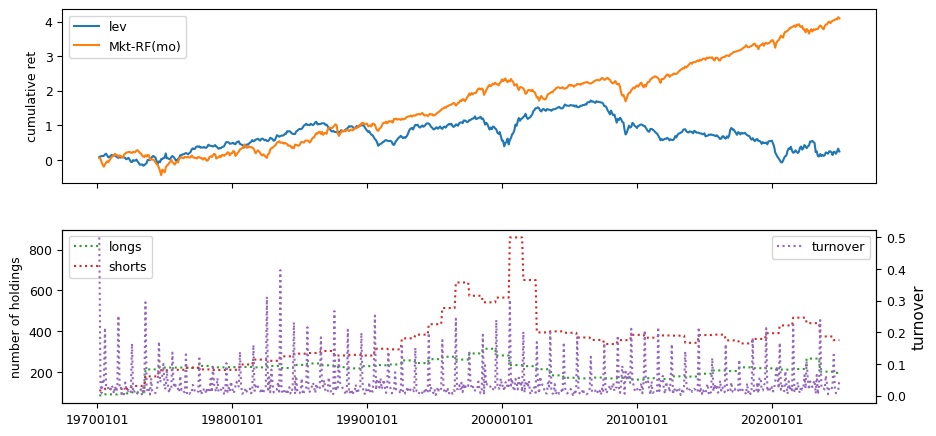 4
3
2
1
0
cumulative ret
lev
Mkt-RF(mo)
800
600
400
200
number of holdings
longs
shorts
turnover
0.5
0.4
0.3
0.2
0.1
0.0
turnover
19700101 19800101 19900101 20000101 20100101 20200101